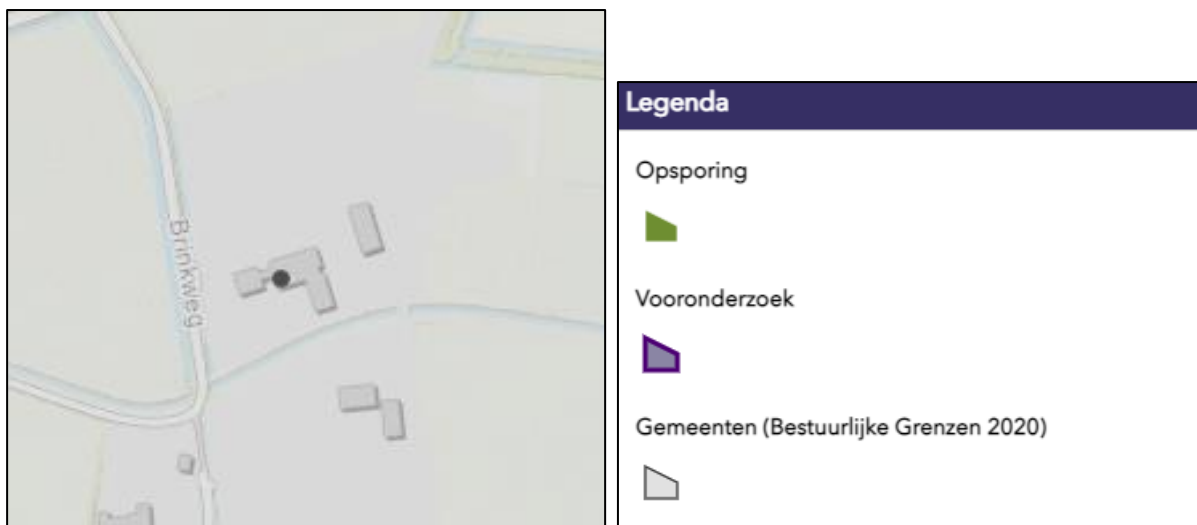 Brinkweg
Legenda
Opsporing
Vooronderzoek
Gemeenten (Bestuurlijke Grenzen 2020)